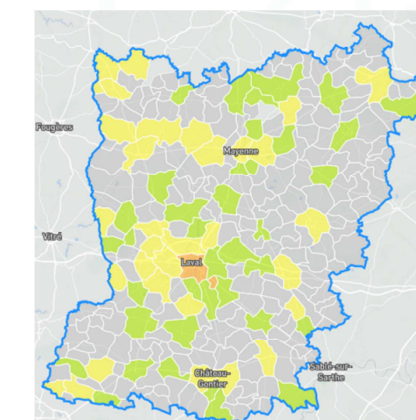 Fougères
Mayenne
Vitré
Laval
Château-
Gontier
Sablé-sur-
Sarthe